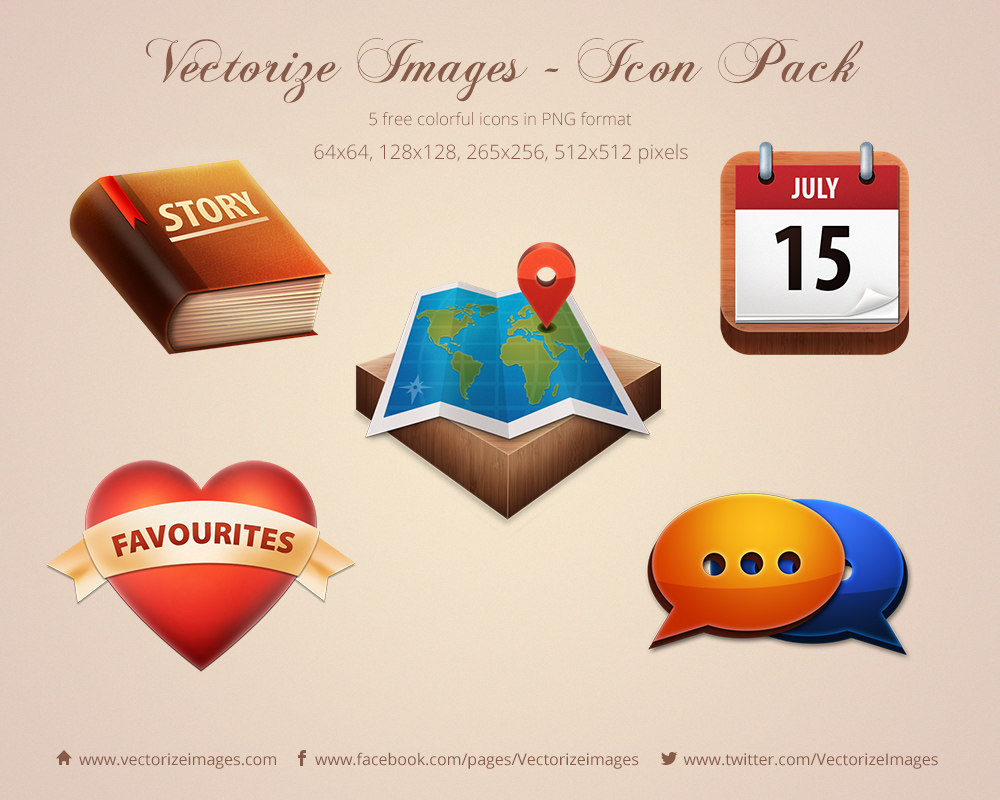 Vectorize Images - Icon Pack
5 free colorful icons in PNG format
64x64, 128x128, 265x256, 512x512 pixels
STORY
JULY
15
FAVOURITES
www.vectorizeimages.com
www.facebook.com/pages/VectorizeImages
www.twitter.com/VectorizeImages